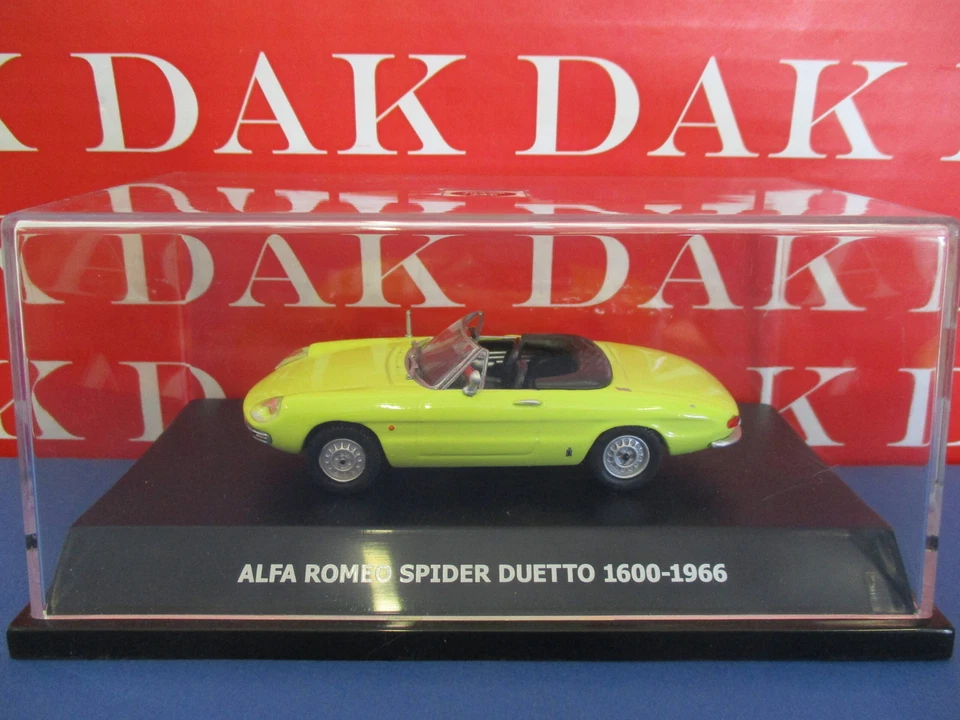 K DAK DAK D
K DAK DAK D
K DAK DAK
ALFA ROMEO SPIDER DUETTO 1600-1966